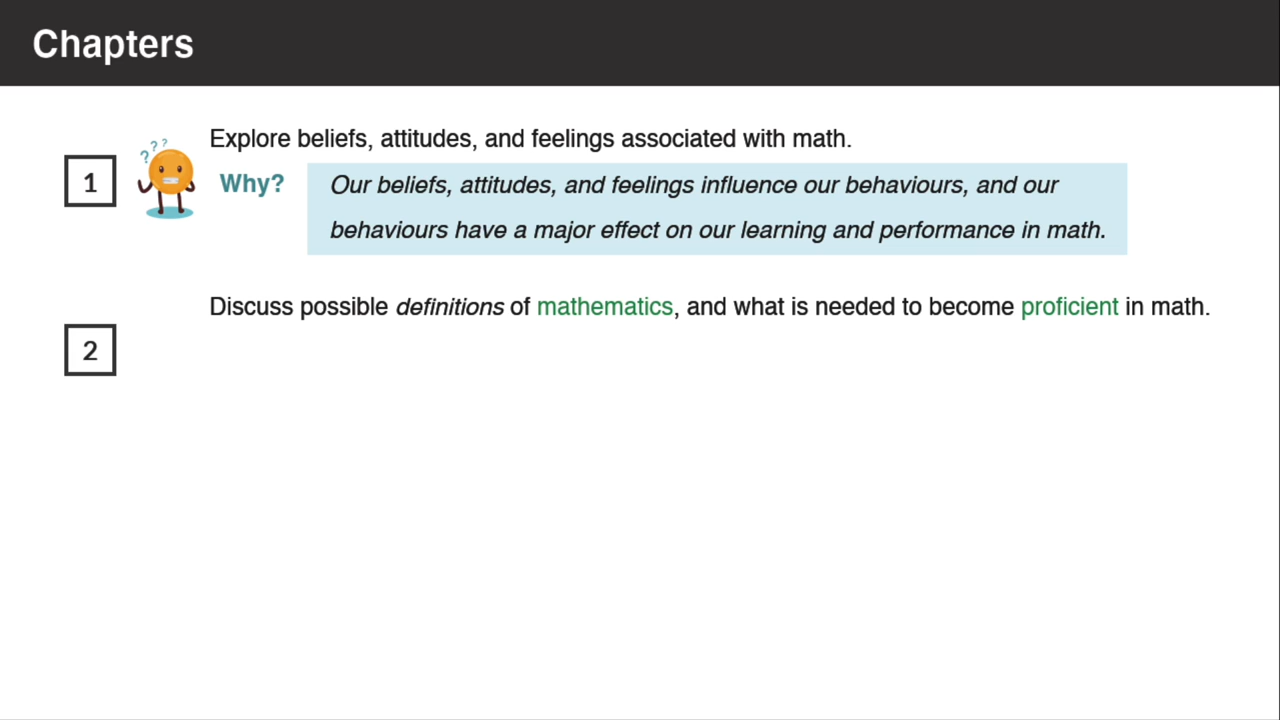 Chapters
Explore beliefs, attitudes, and feelings associated with math.
1
? ? ?
Why?
Our beliefs, attitudes, and feelings influence our behaviours, and our
behaviours have a major effect on our learning and performance in math.
Discuss possible definitions of mathematics, and what is needed to become proficient in math.
2